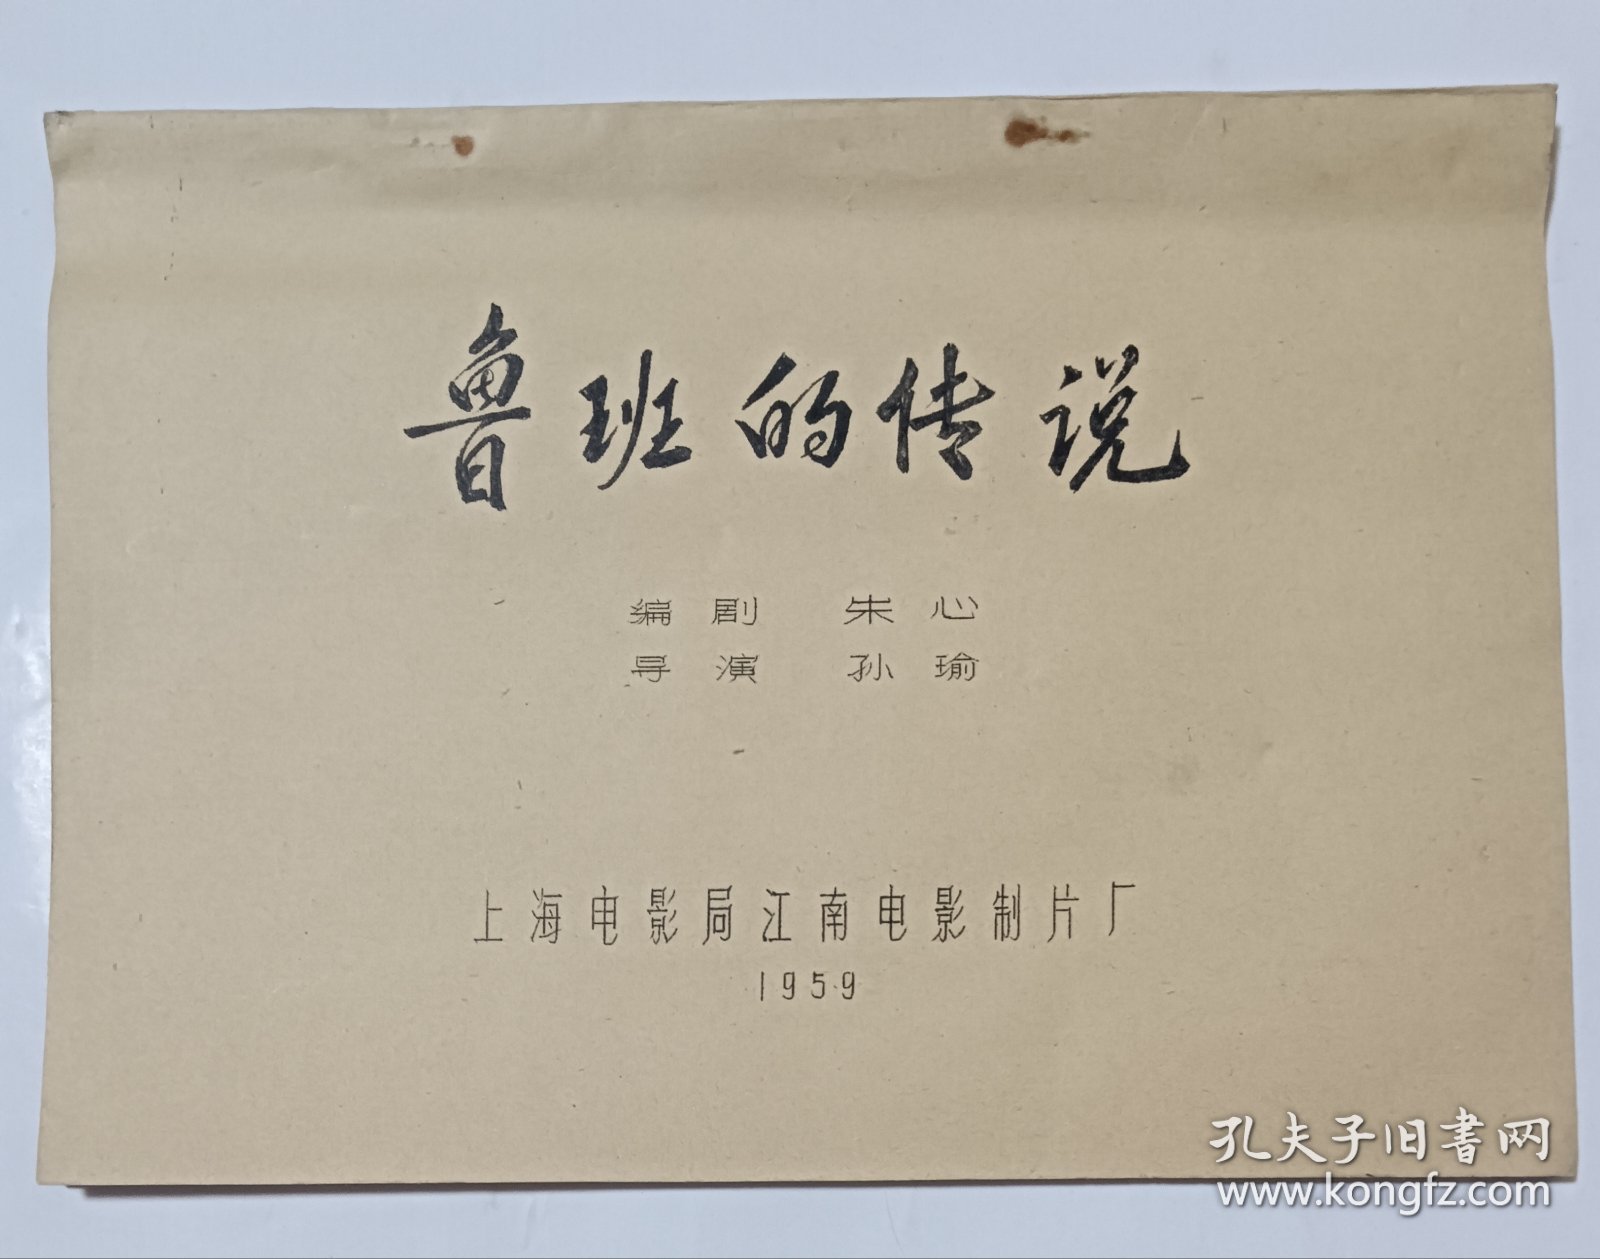 鲁班的传说
编剧 朱心
导演 孙瑜
上海电影局江南电影制片厂
1959
孔夫子旧書网
www.kongfz.com